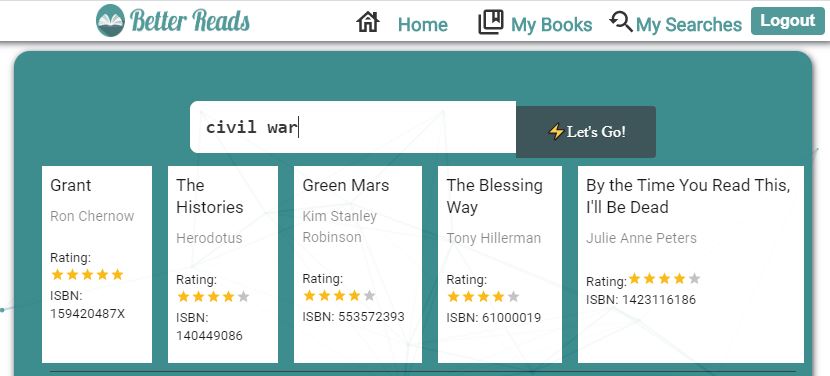 Better Reads
Home
My Books
My Searches
Logout
civil war
Let's Go!
Grant
Ron Chernow
Rating:
ISBN:
159420487X
The
Histories
Herodotus
Rating:
ISBN:
140449086
Green Mars
Kim Stanley
Robinson
Rating:
ISBN: 553572393
The Blessing
Way
Tony Hillerman
Rating:
ISBN: 61000019
By the Time You Read This,
I'll Be Dead
Julie Anne Peters
Rating:
ISBN: 1423116186